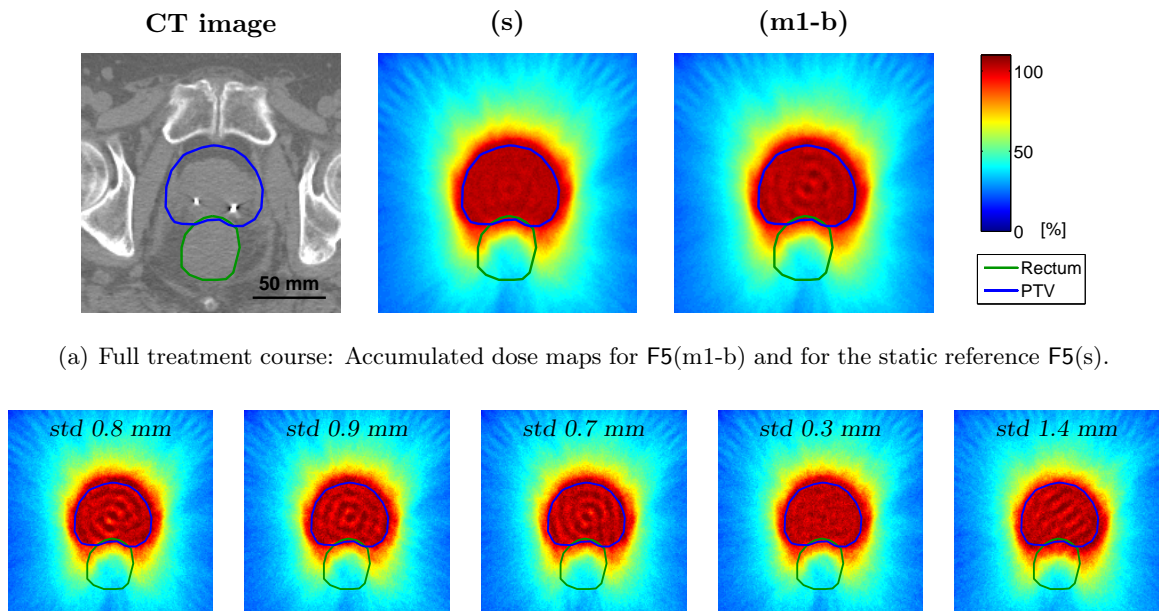 CT image (s) (m1-b)
100
50
0 [%]
50 mm
Rectum
PTV
(a) Full treatment course: Accumulated dose maps for F5(m1-b) and for the static reference F5(s).
std 0.8 mm std 0.9 mm std 0.7 mm std 0.3 mm std 1.4 mm